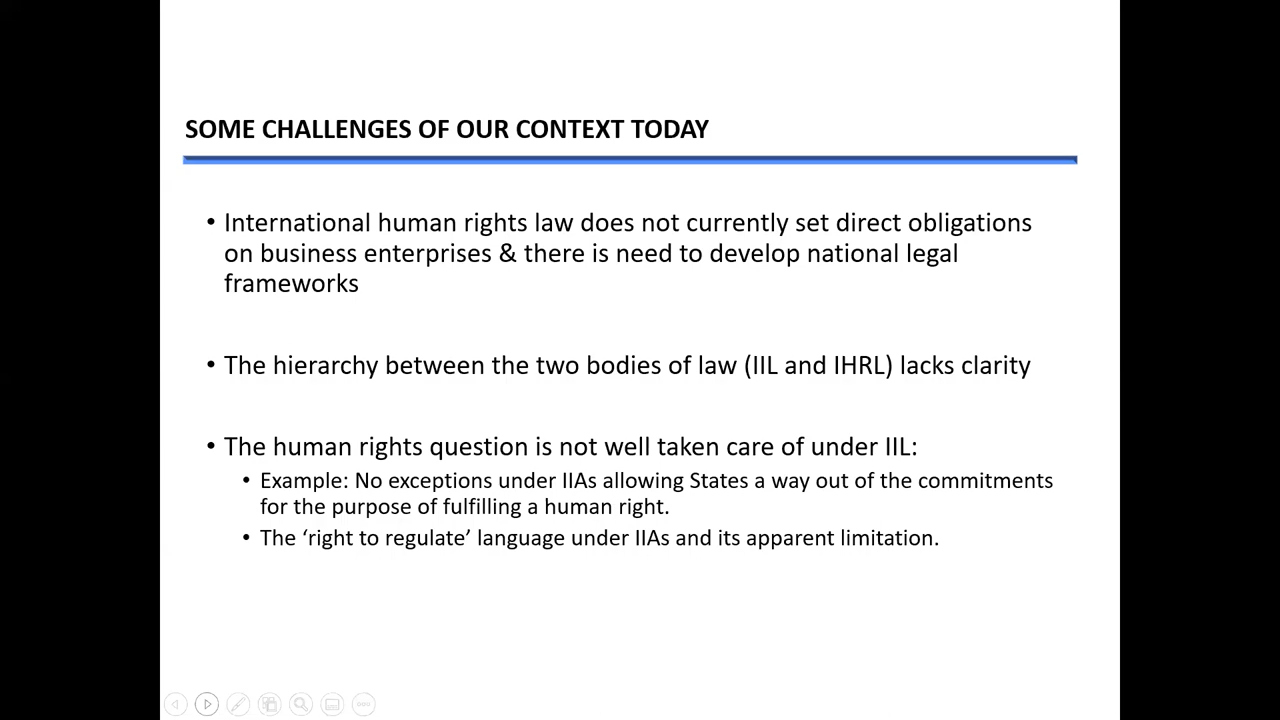 SOME CHALLENGES OF OUR CONTEXT TODAY
• International human rights law does not currently set direct obligations
on business enterprises & there is need to develop national legal
frameworks
• The hierarchy between the two bodies of law (IIL and IHRL) lacks clarity
• The human rights question is not well taken care of under IIL:
• Example: No exceptions under IIAs allowing States a way out of the commitments
for the purpose of fulfilling a human right.
• The ‘right to regulate’ language under IIAs and its apparent limitation.